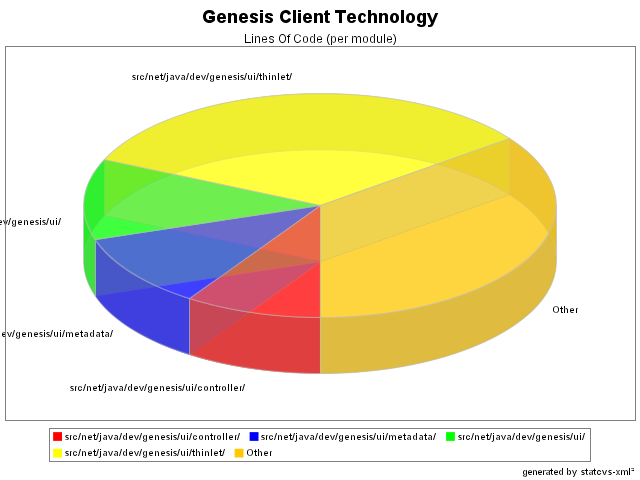 Genesis Client Technology
Lines Of Code (per module)
src/net/java/dev/genesis/ui/thinlet/
ev/genesis/ui/
Other
ev/genesis/ui/metadata/
src/net/java/dev/genesis/ui/controller/
src/net/java/dev/genesis/ui/controller/ src/net/java/dev/genesis/ui/metadata/ src/net/java/dev/genesis/ui/
src/net/java/dev/genesis/ui/thinlet/ Other
generated by statcvs-xml²